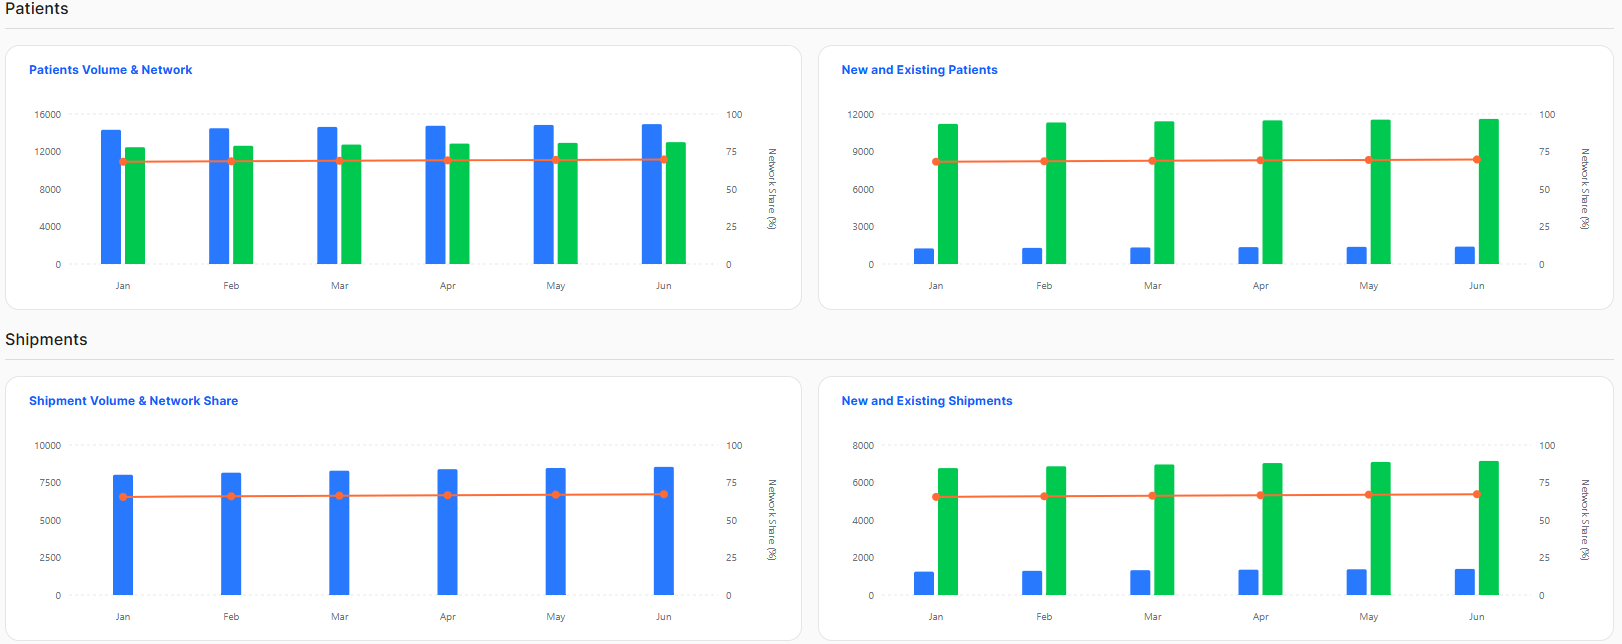 Patients
Patients Volume & Network
16000
12000
8000
4000
0
100
75
50
25
0
Network Share (%)
Jan Feb Mar Apr May Jun
New and Existing Patients
12000
9000
6000
3000
0
100
75
50
25
0
Network Share (%)
Jan Feb Mar Apr May Jun
Shipments
Shipment Volume & Network Share
10000
7500
5000
2500
0
100
75
50
25
0
Network Share (%)
Jan Feb Mar Apr May Jun
New and Existing Shipments
8000
6000
4000
2000
0
100
75
50
25
0
Network Share (%)
Jan Feb Mar Apr May Jun